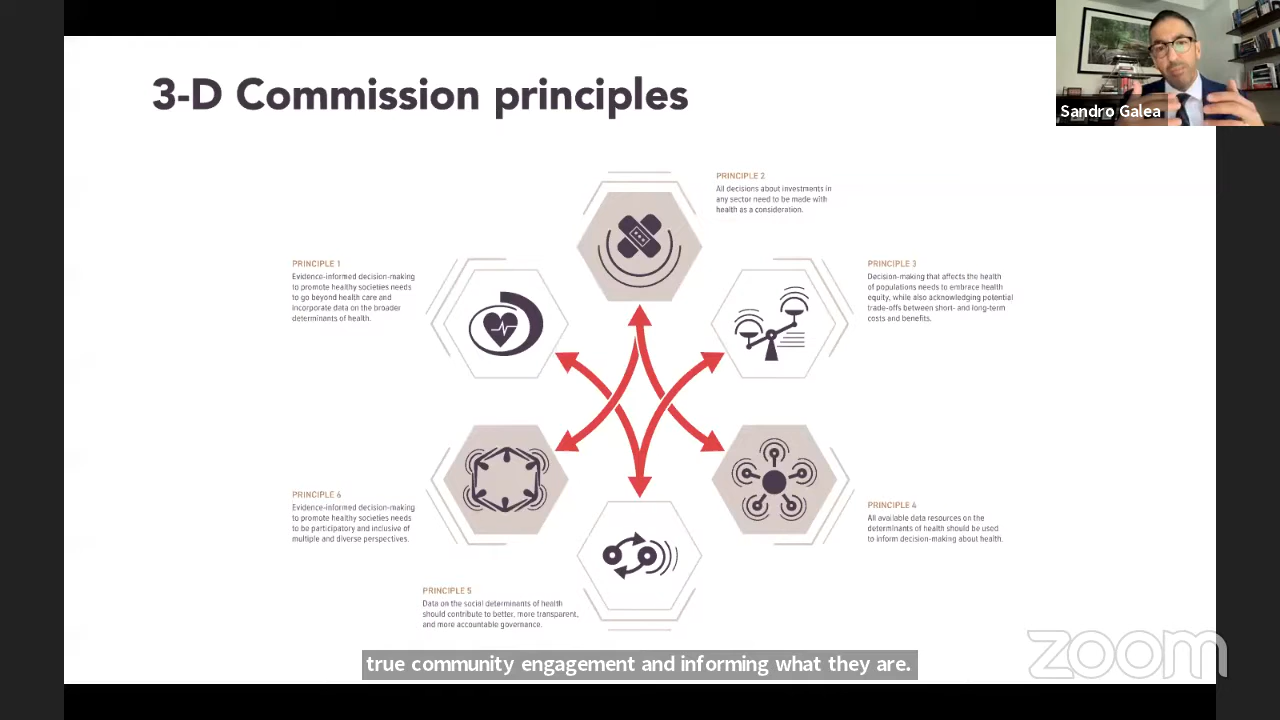 3-D Commission principles
Sandro Galea
PRINCIPLE 2
All decisions about investments in
any sector need to be made with
health as a consideration.
PRINCIPLE 1
Evidence-informed decision-making
to promote healthy societies needs
to go beyond health care and
incorporate data on the broader
determinants of health.
PRINCIPLE 3
Decision-making that affects the health
of populations needs to embrace health
equity, while also acknowledging potential
trade-offs between short- and long-term
costs and benefits.
PRINCIPLE 6
Evidence-informed decision-making
to promote healthy societies needs
to be participatory and inclusive of
multiple and diverse perspectives.
PRINCIPLE 4
All available data resources on the
determinants of health should be used
to inform decision-making about health.
PRINCIPLE 5
Data on the social determinants of health
should contribute to better, more transparent,
and more accountable governance.
true community engagement and informing what they are.
zoom